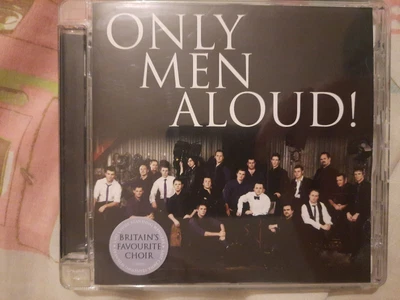 ONLY
MEN
ALOUD!
BRITAIN'S
FAVOURITE
CHOIR